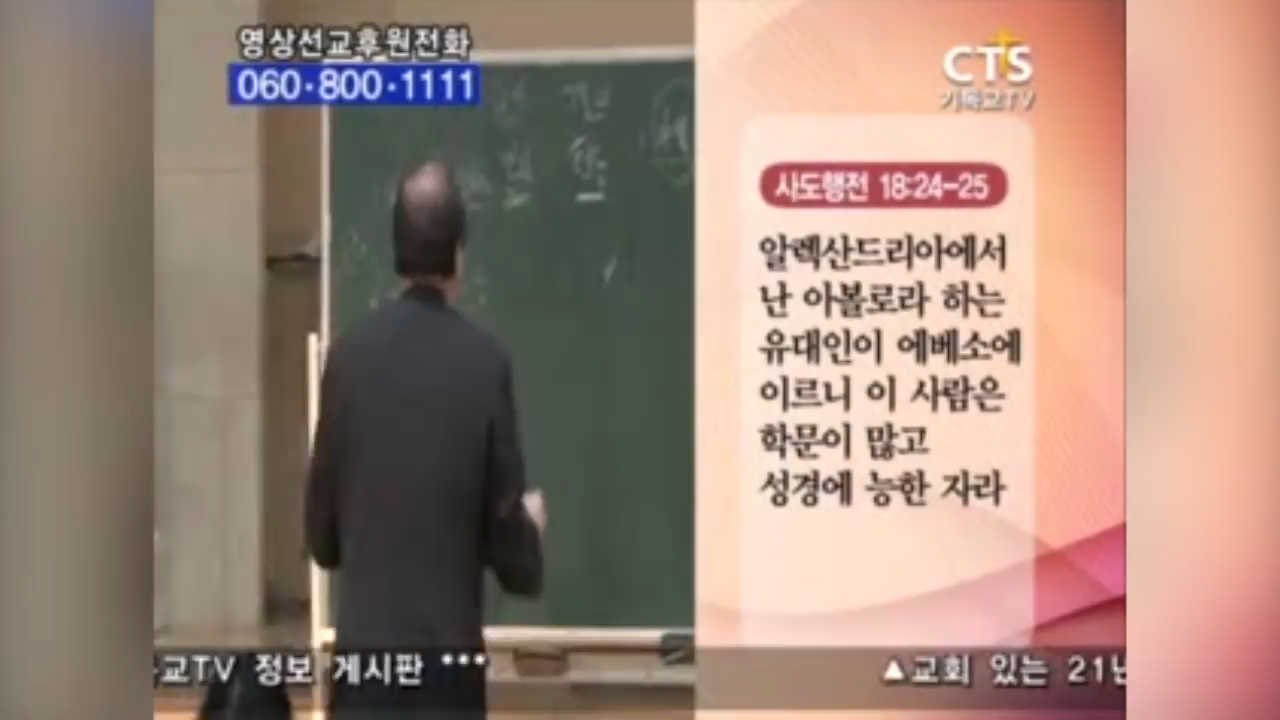 영상선교후원전화
060·800·1111
CTS
기독교TV
사도행전 18:24-25
알렉산드리아에서
난 아볼로라 하는
유대인이 에베소에
이르니 이 사람은
학문이 많고
성경에 능한 자라
교TV 정보 게시판 ***
▲교회 있는 21년